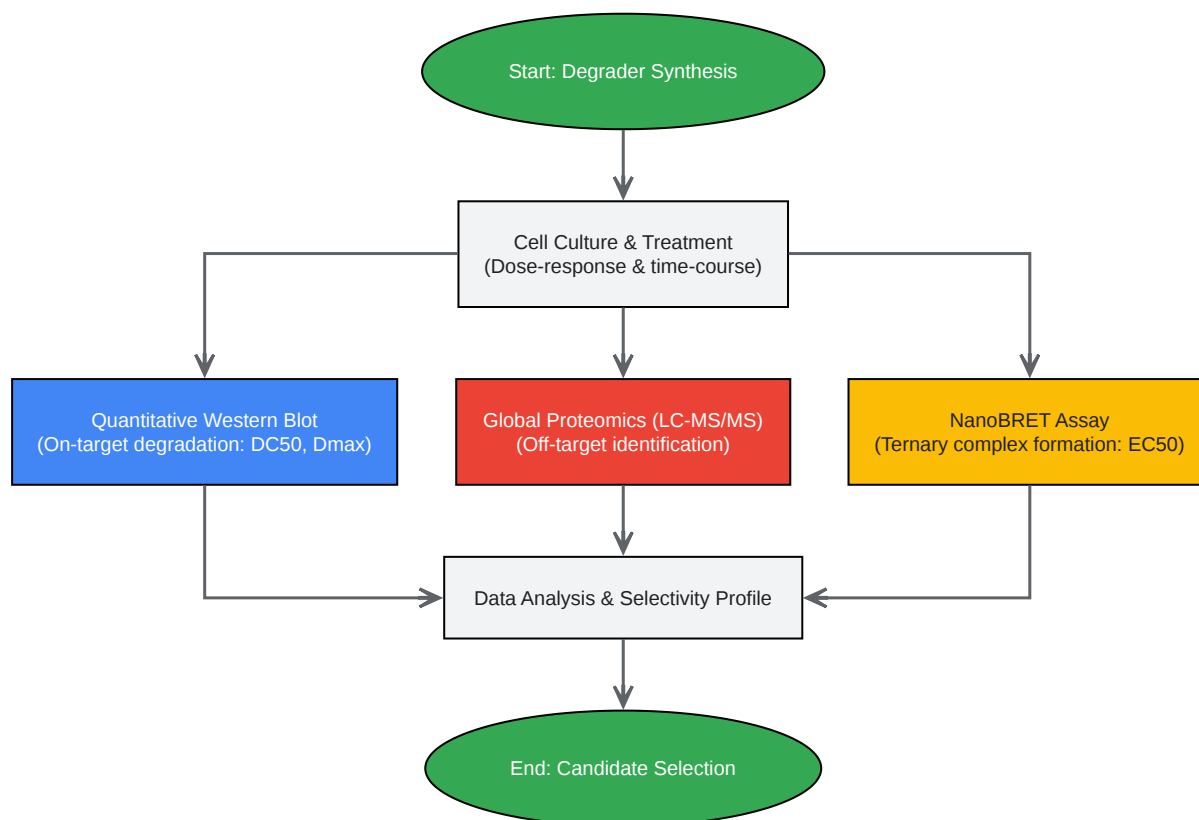 Start: Degrader Synthesis
Cell Culture & Treatment
(Dose-response & time-course)
Quantitative Western Blot
(On-target degradation: DC50, Dmax)
Global Proteomics (LC-MS/MS)
(Off-target identification)
NanoBRET Assay
(Ternary complex formation: EC50)
Data Analysis & Selectivity Profile
End: Candidate Selection